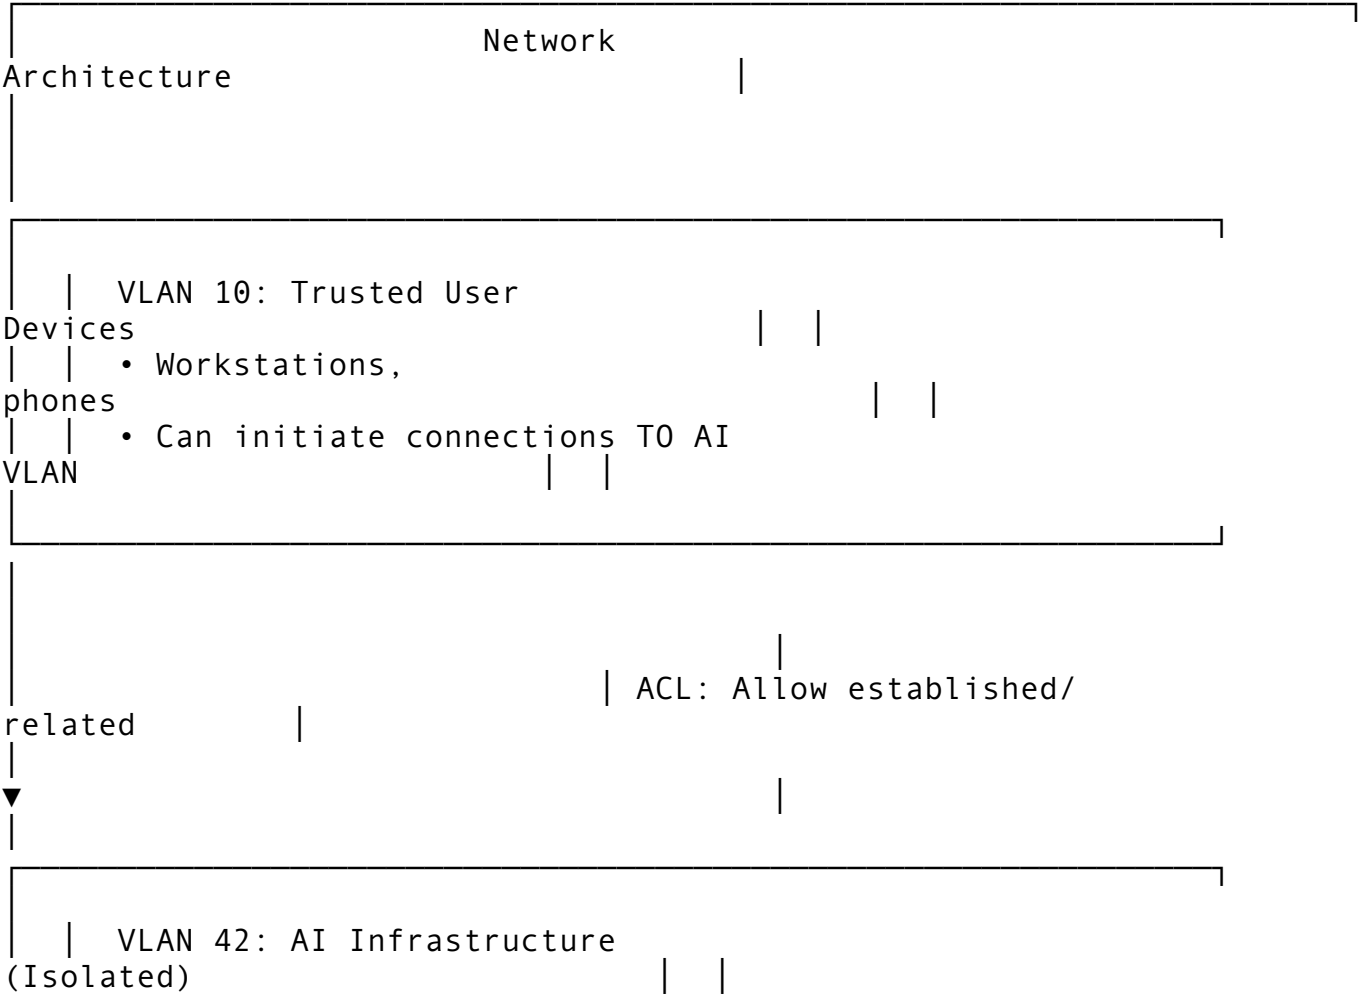 Network
Architecture
VLAN 10: Trusted User
Devices
• Workstations,
phones
• Can initiate connections TO AI
VLAN
ACL: Allow established/
related
▼
VLAN 42: AI Infrastructure
(Isolated)